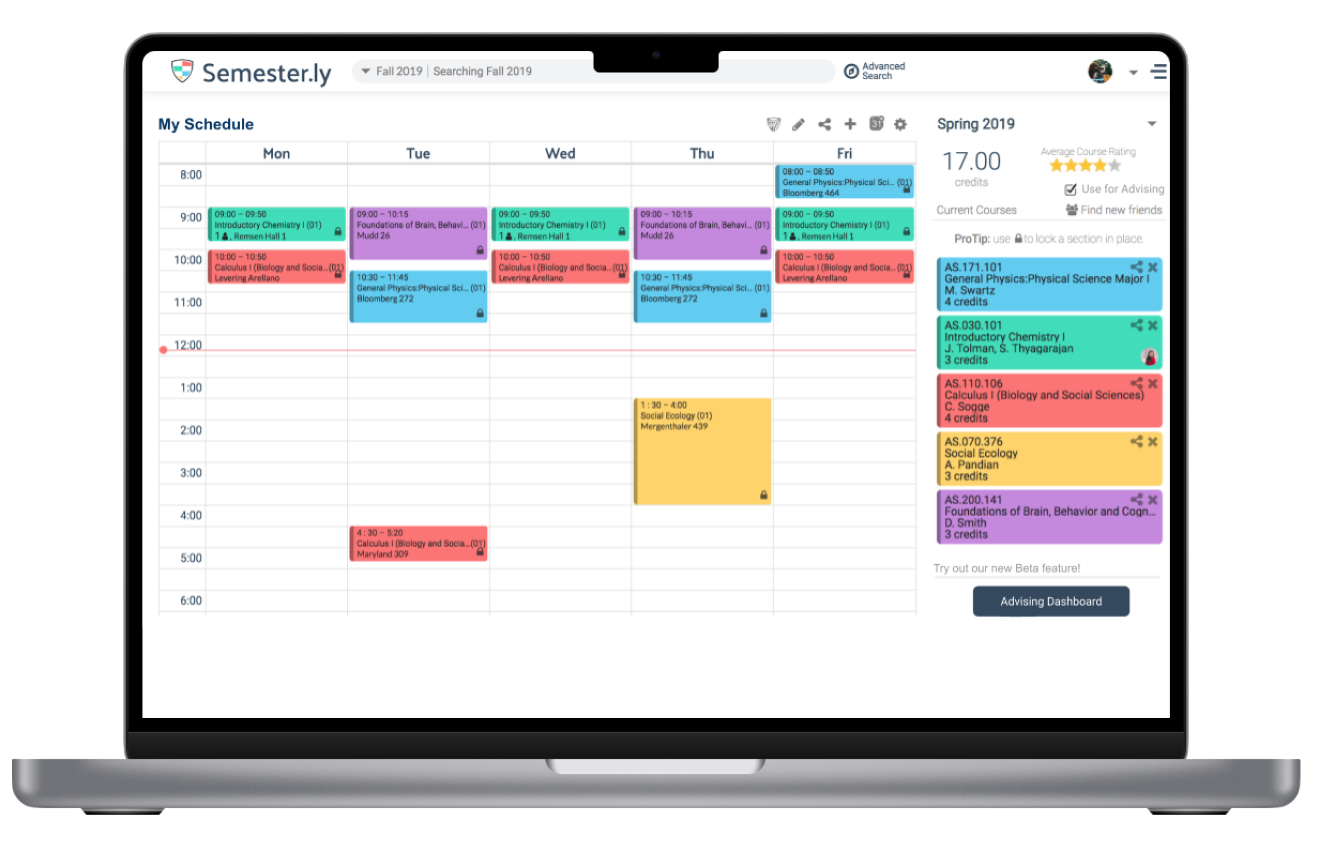 Semester.ly
Fall 2019 | Searching Fall 2019
Advanced
Search
My Schedule
31
Mon Tue Wed Thu Fri
8:00
9:00
10:00
11:00
12:00
1:00
2:00
3:00
4:00
5:00
6:00
09:00 – 09:50
Introductory Chemistry I (01)
1 , Remsen Hall 1
10:00 – 10:50
Calculus I (Biology and Socia...(01)
Levering Arellano
09:00 – 10:15
Foundations of Brain, Behavi... (01)
Mudd 26
10:30 – 11:45
General Physics:Physical Sci... (01)
Bloomberg 272
4:30 – 5:20
Calculus I (Biology and Socia...(01)
Maryland 309
09:00 – 09:50
Introductory Chemistry I (01)
1 , Remsen Hall 1
10:00 – 10:50
Calculus I (Biology and Socia...(01)
Levering Arellano
09:00 – 10:15
Foundations of Brain, Behavi... (01)
Mudd 26
10:30 – 11:45
General Physics:Physical Sci... (01)
Bloomberg 272
1:30 – 4:00
Social Ecology (01)
Mergenthaler 439
08:00 – 08:50
General Physics:Physical Sci... (01)
Bloomberg 464
09:00 – 09:50
Introductory Chemistry I (01)
1 , Remsen Hall 1
10:00 – 10:50
Calculus I (Biology and Socia...(01)
Levering Arellano
Spring 2019
17.00
credits
Average Course Rating
Use for Advising
Current Courses
Find new friends
ProTip: use to lock a section in place.
AS.171.101
General Physics:Physical Science Major I
M. Swartz
4 credits
AS.030.101
Introductory Chemistry I
J. Tolman, S. Thyagarajan
3 credits
AS.110.106
Calculus I (Biology and Social Sciences)
C. Sogge
4 credits
AS.070.376
Social Ecology
A. Pandian
3 credits
AS.200.141
Foundations of Brain, Behavior and Cogn...
D. Smith
3 credits
Try out our new Beta feature!
Advising Dashboard